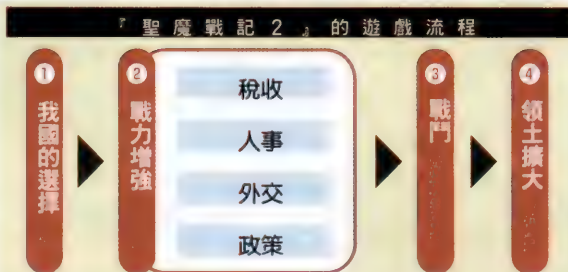 『聖魔戰記2』的遊戲流程
①
我國的選擇
②
戰力增強
稅收
人事
外交
政策
③
戰鬥
④
領土擴大